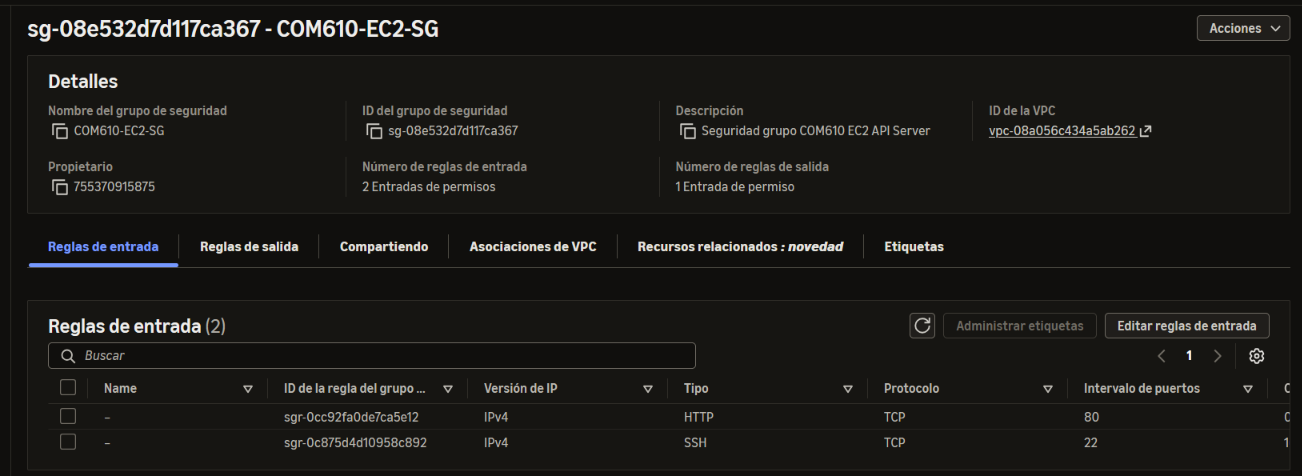 sg-08e532d7d117ca367 - COM610-EC2-SG
Acciones
Detalles
Nombre del grupo de seguridad
COM610-EC2-SG
ID del grupo de seguridad
sg-08e532d7d117ca367
Descripción
Seguridad grupo COM610 EC2 API Server
ID de la VPC
vpc-08a056c434a5ab262
Propietario
755370915875
Número de reglas de entrada
2 Entradas de permisos
Número de reglas de salida
1 Entrada de permiso
Reglas de entrada
Reglas de salida
Compartiendo
Asociaciones de VPC
Recursos relacionados : novedad
Etiquetas
Reglas de entrada (2)
Administrar etiquetas
Editar reglas de entrada
Buscar
1
Name ID de la regla del grupo ... Versión de IP Tipo Protocolo Intervalo de puertos
– sgr-0cc92fa0de7ca5e12 IPv4 HTTP TCP 80
– sgr-0c875d4d10958c892 IPv4 SSH TCP 22